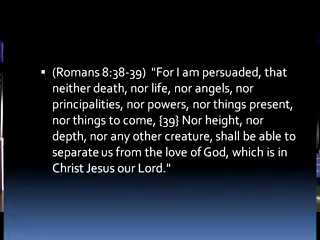 (Romans 8:38-39)  "For I am persuaded, that
neither death, nor life, nor angels, nor
principalities, nor powers, nor things present,
nor things to come, {39} Nor height, nor
depth, nor any other creature, shall be able to
separate us from the love of God, which is in
Christ Jesus our Lord."